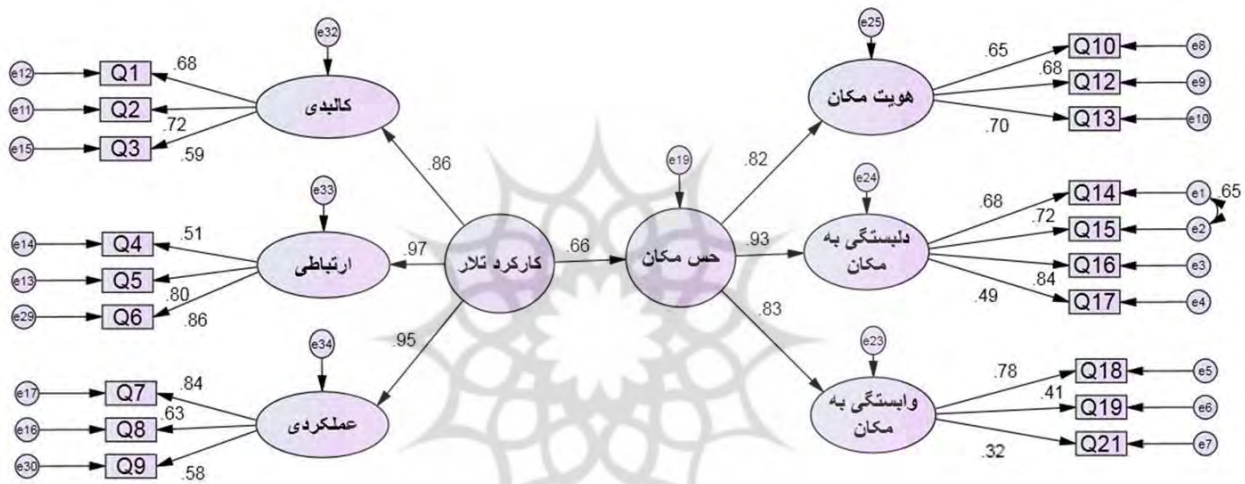 e32
e12
Q1
.68
کالبدی
e11
Q2
.72
e15
Q3
.59
.86
e33
e14
Q4
.51
ارتباطی
.97
e13
Q5
.80
e29
Q6
.86
کارکرد تلار
.66
e34
.95
e17
Q7
.84
عملکردی
e16
Q8
.63
e30
Q9
.58
e19
حس مکان
e25
هویت مکان
.82
.65
Q10
e8
.68
Q12
e9
.70
Q13
e10
e24
دلبستگی به
مکان
.93
.68
Q14
e1
.65
.72
Q15
e2
.84
Q16
e3
.49
Q17
e4
e23
وابستگی به
مکان
.83
.78
Q18
e5
.41
Q19
e6
.32
Q21
e7